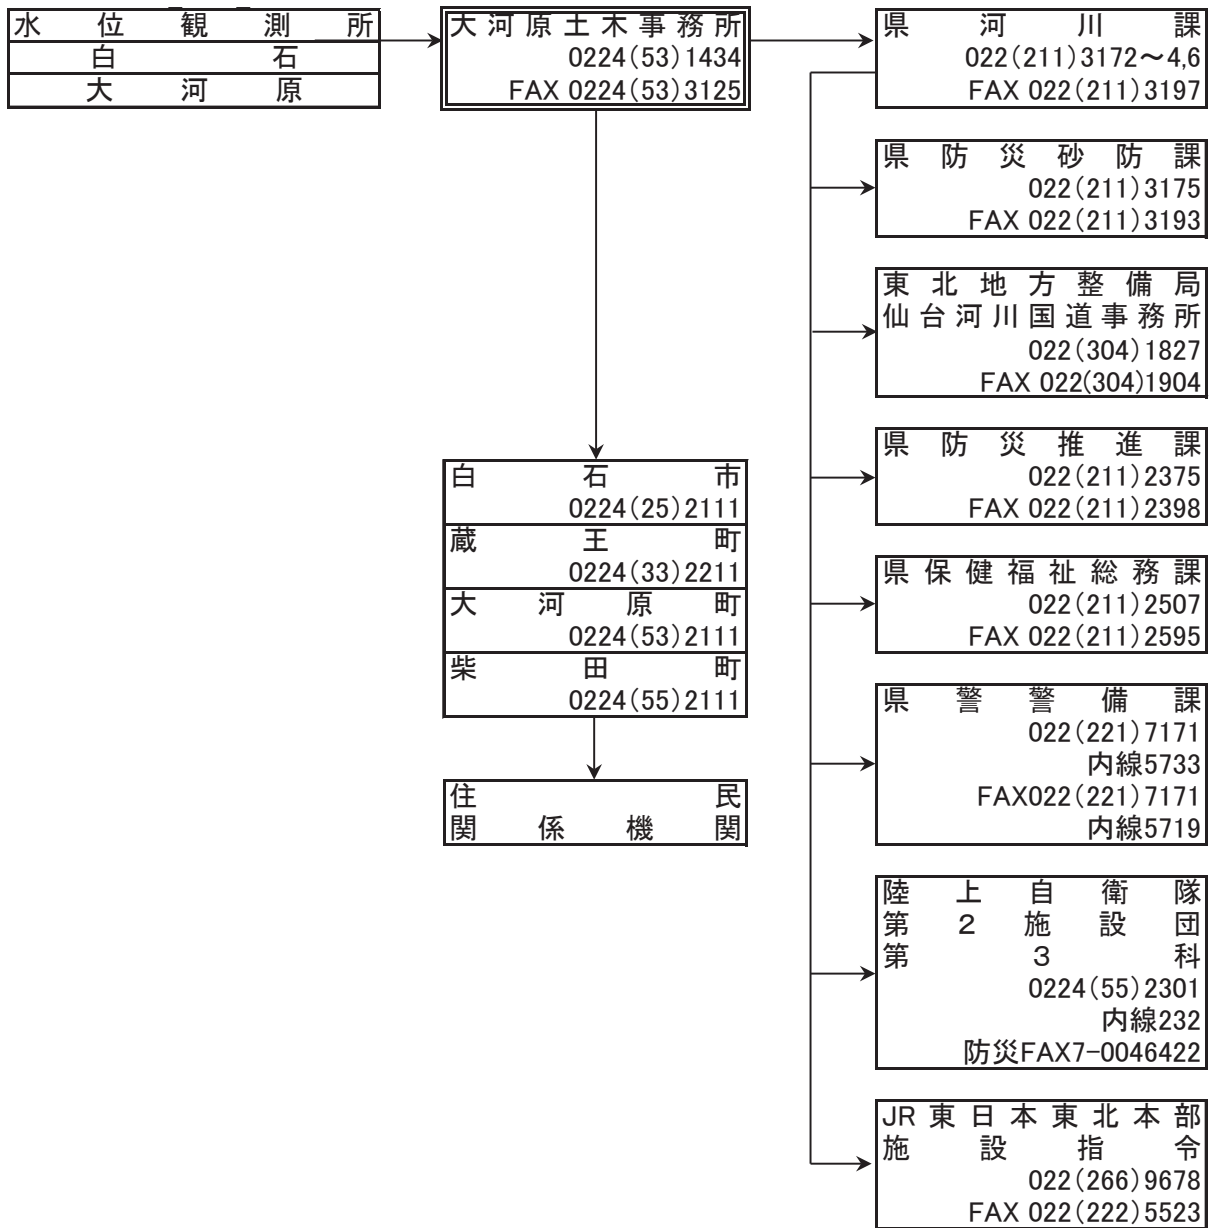 水位観測所
白石
大河原
大河原土木事務所
0224(53)1434
FAX 0224(53)3125
県河川課
022(211)3172～4,6
FAX 022(211)3197
県防災砂防課
022(211)3175
FAX 022(211)3193
東北地方整備局
仙台河川国道事務所
022(304)1827
FAX 022(304)1904
県防災推進課
022(211)2375
FAX 022(211)2398
県保健福祉総務課
022(211)2507
FAX 022(211)2595
県警警備課
022(221)7171
内線5733
FAX022(221)7171
内線5719
陸上自衛隊
第２施設団
第３科
0224(55)2301
内線232
防災FAX7-0046422
JR東日本東北本部
施設指令
022(266)9678
FAX 022(222)5523
白石市
0224(25)2111
蔵王町
0224(33)2211
大河原町
0224(53)2111
柴田町
0224(55)2111
住民
関係機関